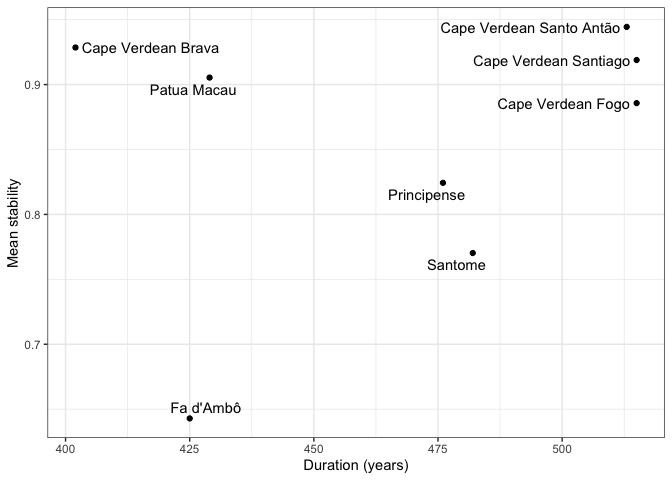 Cape Verdean Santo Antão
Cape Verdean Brava
Cape Verdean Santiago
0.9
Patua Macau
Cape Verdean Fogo
Mean stability
Principense
0.8
Santome
0.7
Fa d'Ambô
400
425
450
475
500
Duration (years)